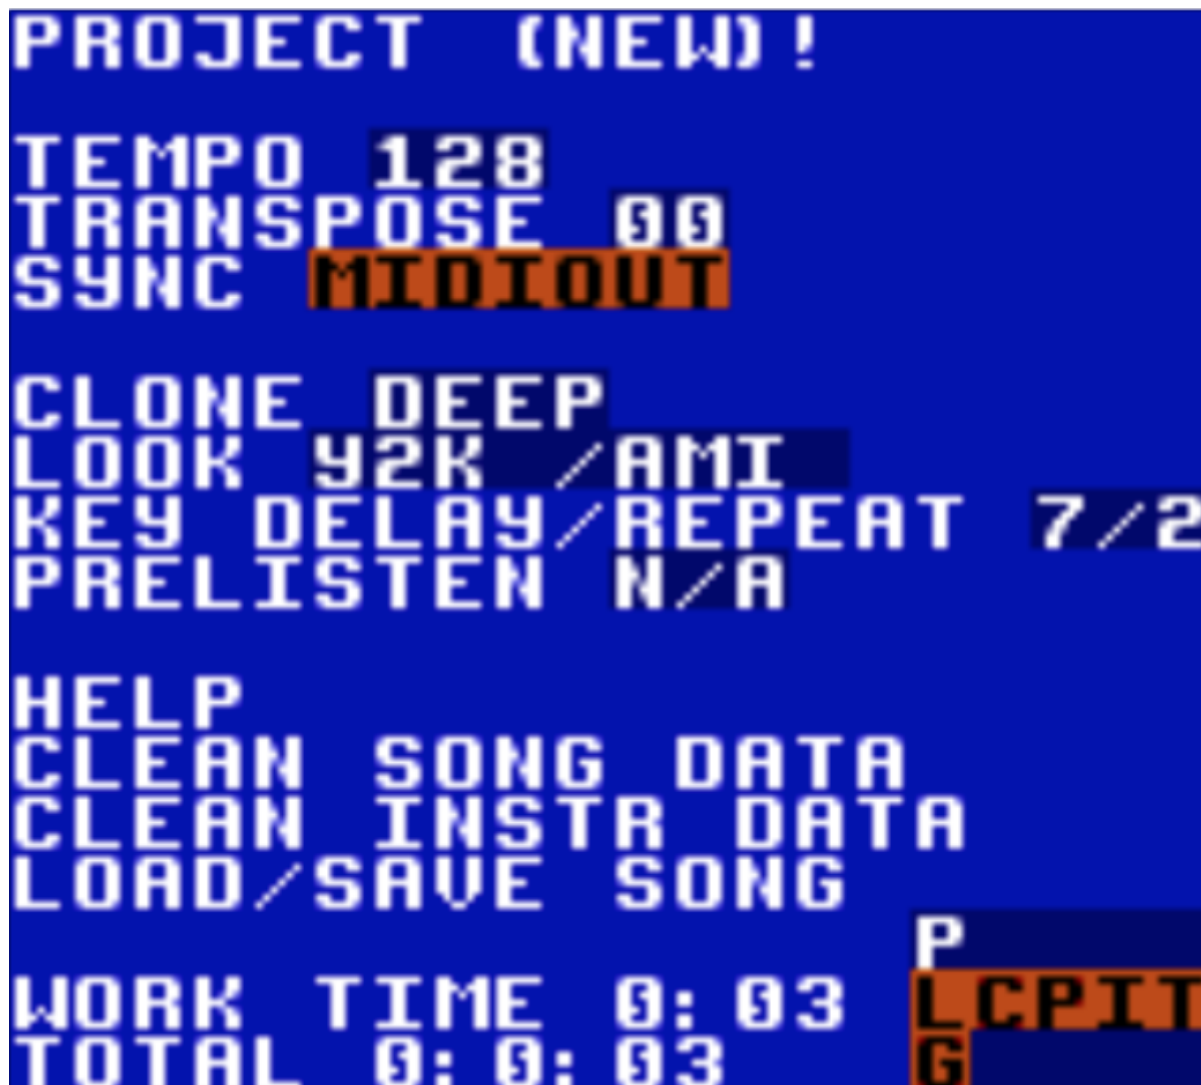 PROJECT (NEW)!
TEMPO 128
TRANSPOSE 00
SYNC MIDIOUT
CLONE DEEP
LOOK Y2K /AMI
KEY DELAY/REPEAT 7/2
PRELISTEN N/A
HELP
CLEAN SONG DATA
CLEAN INSTR DATA
LOAD/SAVE SONG
P
WORK TIME 0:03 LCPIT
TOTAL 0:0:03 G